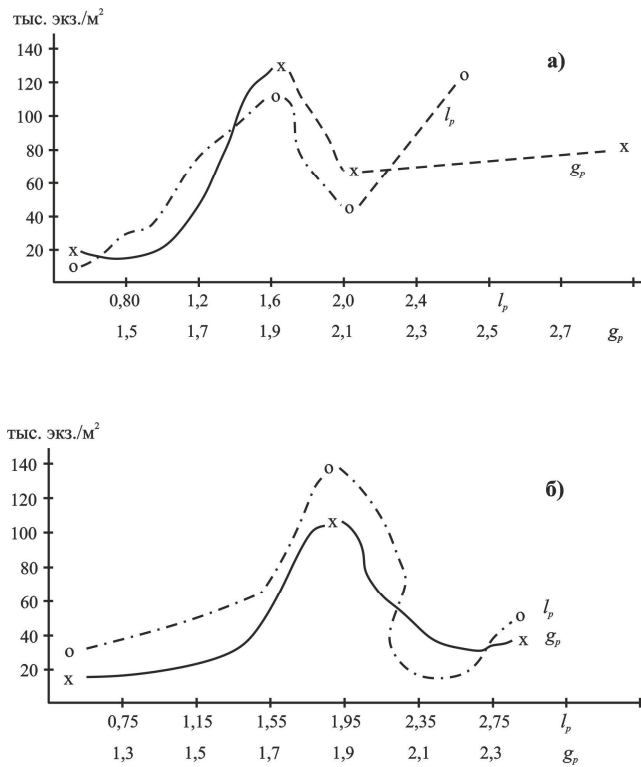 тыс. экз./м²
140
а)
120
100
80
60
40
20
x
x
x
x
o
o
o
o
l_p
g_p
0,80 1,2 1,6 2,0 2,4 l_p
1,5 1,7 1,9 2,1 2,3 2,5 2,7 g_p
тыс. экз./м²
140
б)
120
100
80
60
40
20
o
o
o
x
x
x
l_p
g_p
0,75 1,15 1,55 1,95 2,35 2,75 l_p
1,3 1,5 1,7 1,9 2,1 2,3 g_p